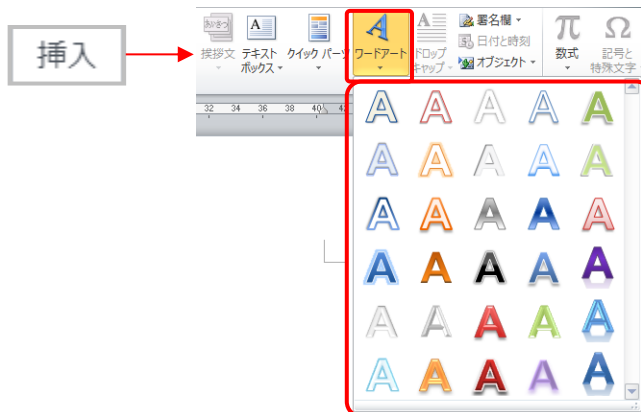 挿入
あいさつ
挨拶文
テキスト
ボックス
クイック パーツ
ワードアート
ドロップ
キャップ
署名欄
日付と時刻
オブジェクト
π
数式
Ω
記号と
特殊文字
32 34 36 38 40 42
A A A A A
A A A A A
A A A A A
A A A A A
A A A A A
A A A A A